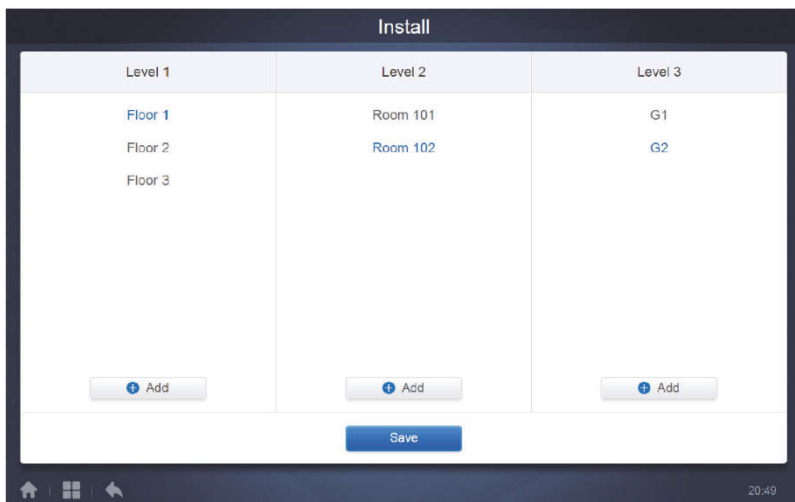 Install
Level 1 Level 2 Level 3
Floor 1 Room 101 G1
Floor 2 Room 102 G2
Floor 3
Add Add Add
Save
20:49